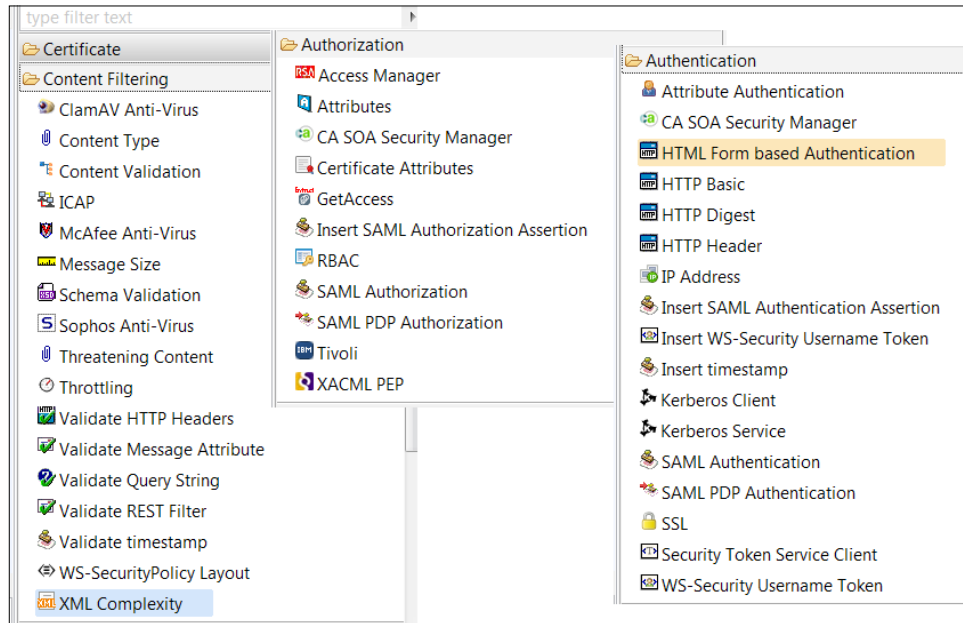 type filter text
Certificate
Content Filtering
ClamAV Anti-Virus
Content Type
Content Validation
ICAP
McAfee Anti-Virus
Message Size
Schema Validation
Sophos Anti-Virus
Threatening Content
Throttling
Validate HTTP Headers
Validate Message Attribute
Validate Query String
Validate REST Filter
Validate timestamp
WS-SecurityPolicy Layout
XML Complexity
Authorization
Access Manager
Attributes
CA SOA Security Manager
Certificate Attributes
GetAccess
Insert SAML Authorization Assertion
RBAC
SAML Authorization
SAML PDP Authorization
Tivoli
XACML PEP
Authentication
Attribute Authentication
CA SOA Security Manager
HTML Form based Authentication
HTTP Basic
HTTP Digest
HTTP Header
IP Address
Insert SAML Authentication Assertion
Insert WS-Security Username Token
Insert timestamp
Kerberos Client
Kerberos Service
SAML Authentication
SAML PDP Authentication
SSL
Security Token Service Client
WS-Security Username Token